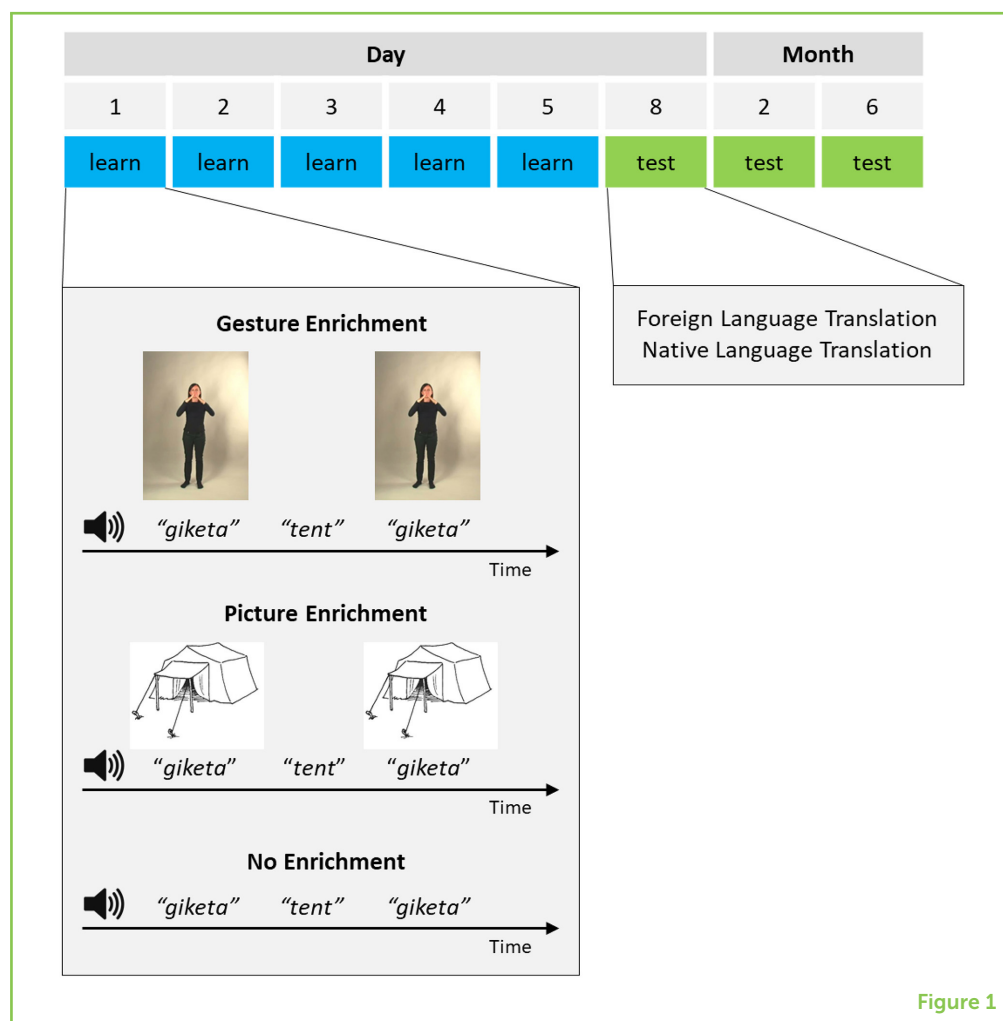 Day Month
1 2 3 4 5 8 2 6
learn learn learn learn learn test test test
Foreign Language Translation
Native Language Translation
Gesture Enrichment
“giketa” “tent” “giketa”
Time
Picture Enrichment
“giketa” “tent” “giketa”
Time
No Enrichment
“giketa” “tent” “giketa”
Time
Figure 1